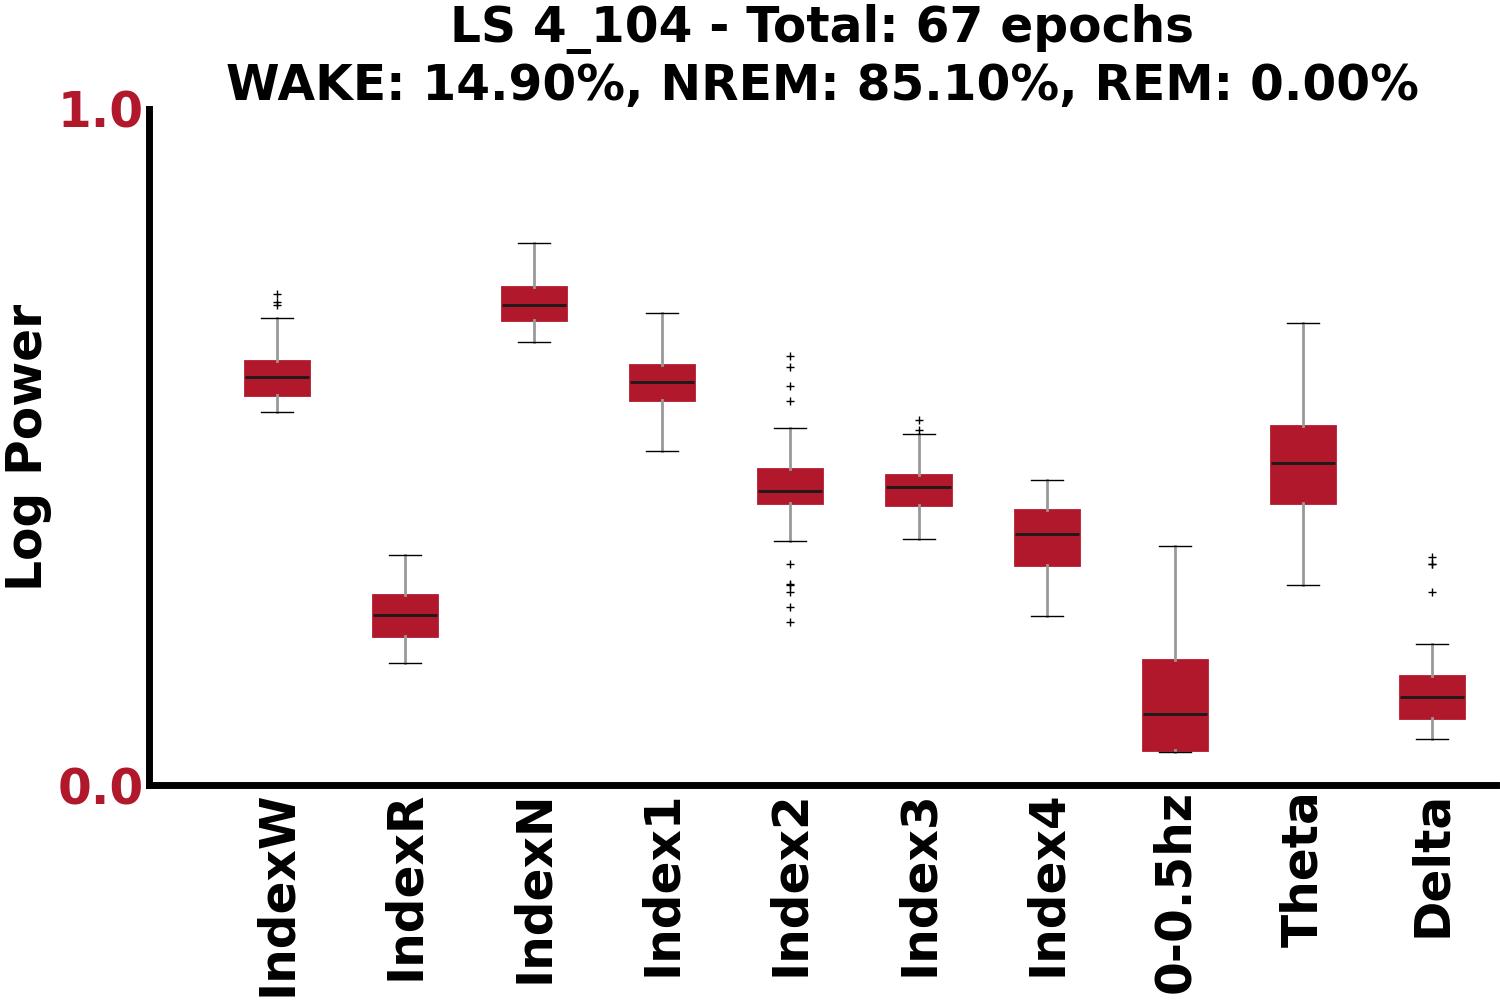 LS 4_104 - Total: 67 epochs
WAKE: 14.90%, NREM: 85.10%, REM: 0.00%
1.0
Log Power
0.0
IndexW
IndexR
IndexN
Index1
Index2
Index3
Index4
0-0.5hz
Theta
Delta